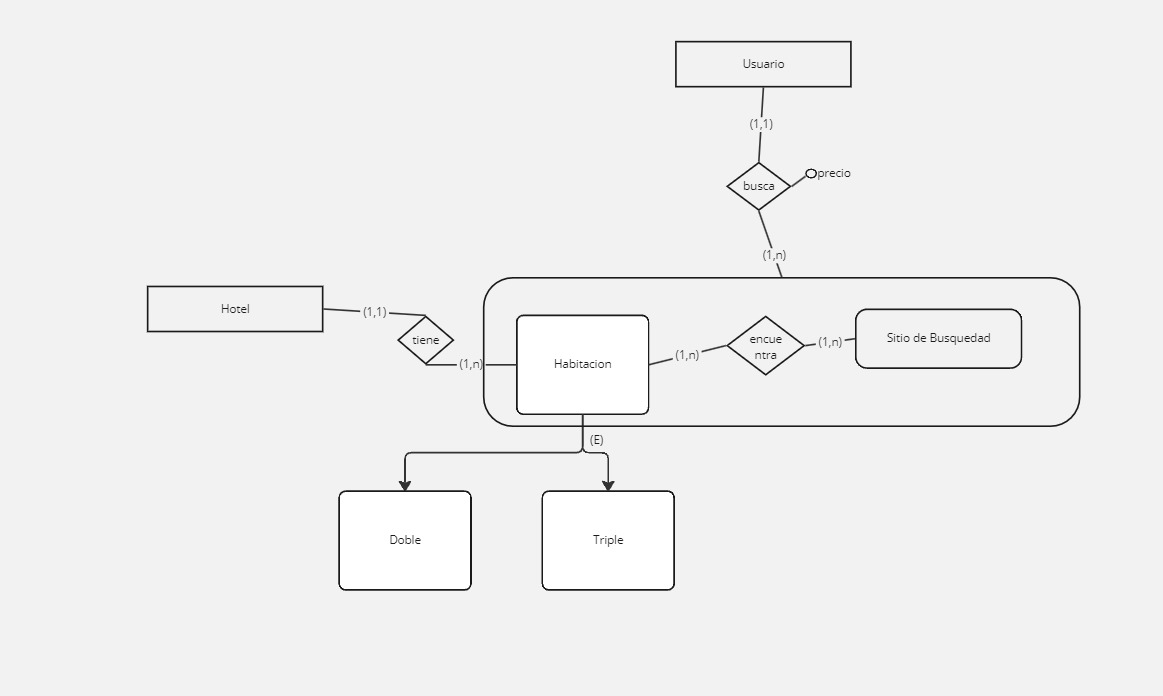 Usuario
(1,1)
busca
precio
(1,n)
Hotel
(1,1)
tiene
(1,n)
Habitacion
(1,n)
encue
ntra
(1,n)
Sitio de Busquedad
(E)
Doble
Triple